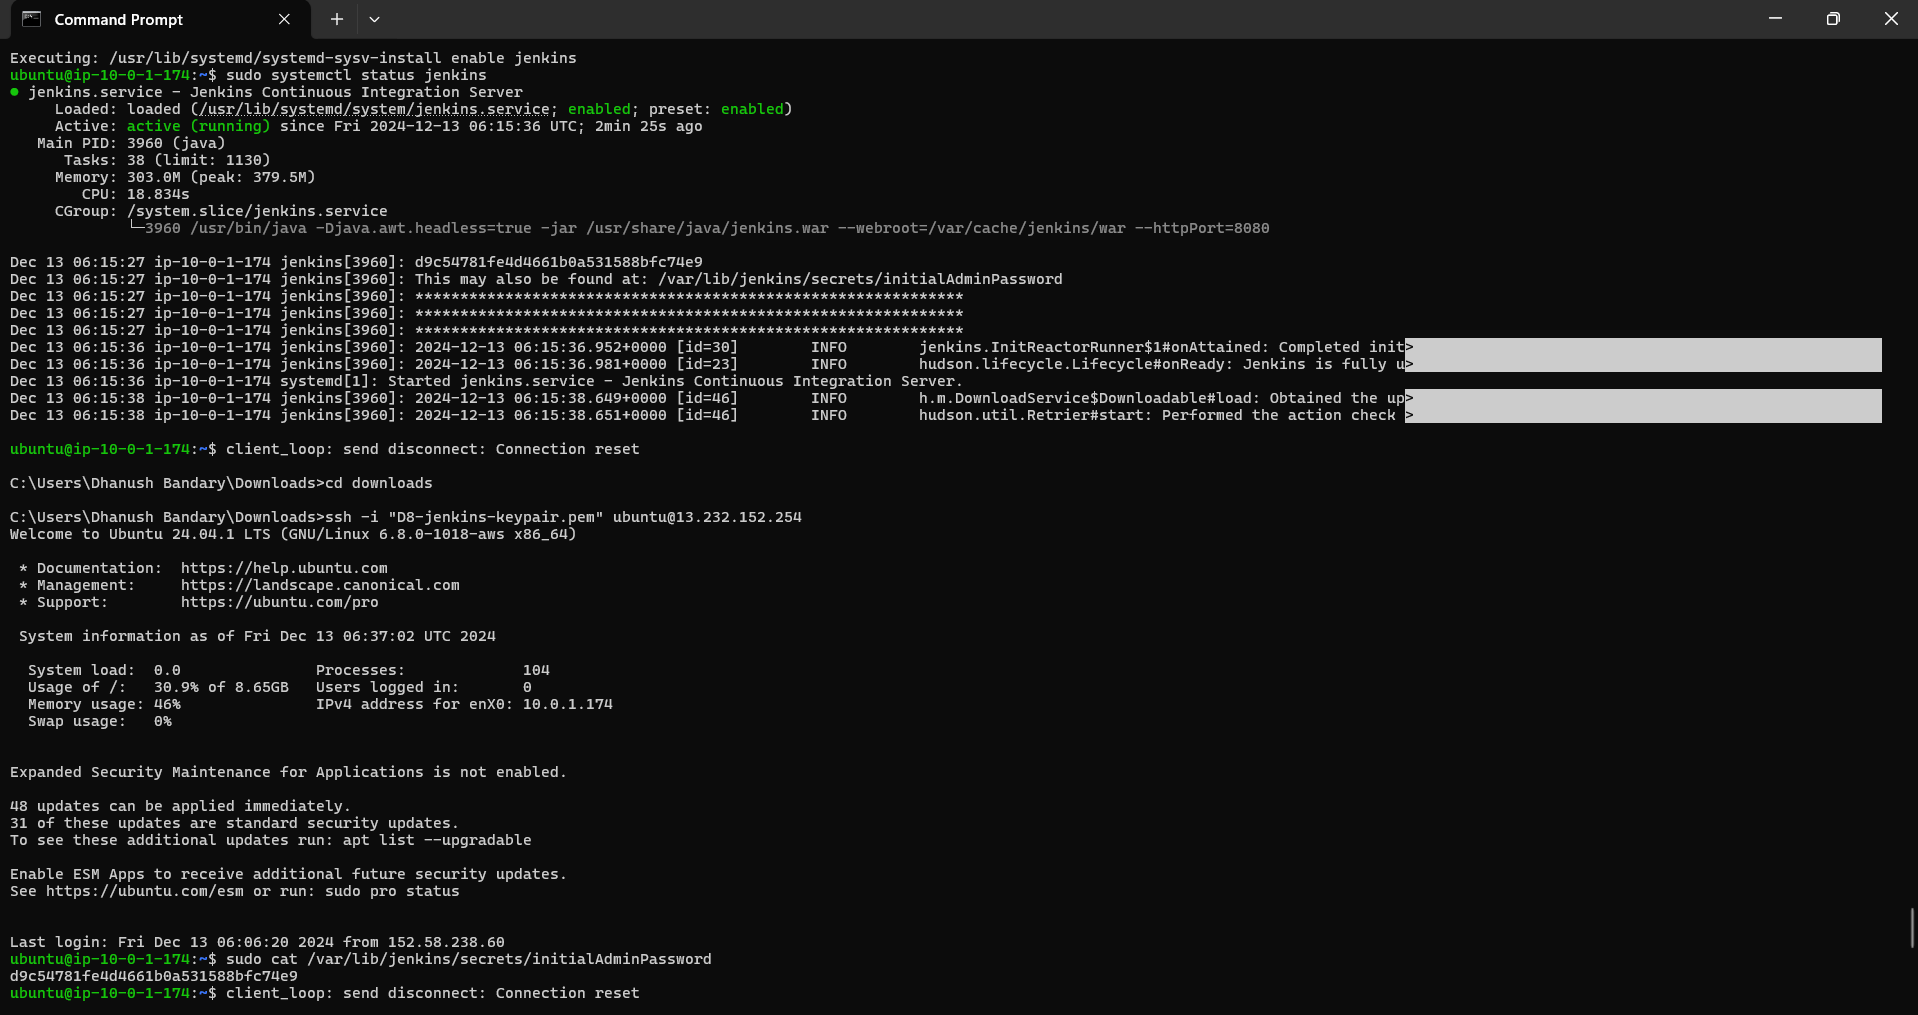 Command Prompt
Executing: /usr/lib/systemd/systemd-sysv-install enable jenkins
ubuntu@ip-10-0-1-174:~$ sudo systemctl status jenkins
● jenkins.service - Jenkins Continuous Integration Server
     Loaded: loaded (/usr/lib/systemd/system/jenkins.service; enabled; preset: enabled)
     Active: active (running) since Fri 2024-12-13 06:15:36 UTC; 2min 25s ago
   Main PID: 3960 (java)
      Tasks: 38 (limit: 1130)
     Memory: 303.0M (peak: 379.5M)
        CPU: 18.834s
     CGroup: /system.slice/jenkins.service
             └─3960 /usr/bin/java -Djava.awt.headless=true -jar /usr/share/java/jenkins.war --webroot=/var/cache/jenkins/war --httpPort=8080
Dec 13 06:15:27 ip-10-0-1-174 jenkins[3960]: d9c54781fe4d4661b0a531588bfc74e9
Dec 13 06:15:27 ip-10-0-1-174 jenkins[3960]: This may also be found at: /var/lib/jenkins/secrets/initialAdminPassword
Dec 13 06:15:27 ip-10-0-1-174 jenkins[3960]: *************************************************************
Dec 13 06:15:27 ip-10-0-1-174 jenkins[3960]: *************************************************************
Dec 13 06:15:27 ip-10-0-1-174 jenkins[3960]: *************************************************************
Dec 13 06:15:36 ip-10-0-1-174 jenkins[3960]: 2024-12-13 06:15:36.952+0000 [id=30]        INFO        jenkins.InitReactorRunner$1#onAttained: Completed init>
Dec 13 06:15:36 ip-10-0-1-174 jenkins[3960]: 2024-12-13 06:15:36.981+0000 [id=23]        INFO        hudson.lifecycle.Lifecycle#onReady: Jenkins is fully u>
Dec 13 06:15:36 ip-10-0-1-174 systemd[1]: Started jenkins.service - Jenkins Continuous Integration Server.
Dec 13 06:15:38 ip-10-0-1-174 jenkins[3960]: 2024-12-13 06:15:38.649+0000 [id=46]        INFO        h.m.DownloadService$Downloadable#load: Obtained the up>
Dec 13 06:15:38 ip-10-0-1-174 jenkins[3960]: 2024-12-13 06:15:38.651+0000 [id=46]        INFO        hudson.util.Retrier#start: Performed the action check >
ubuntu@ip-10-0-1-174:~$ client_loop: send disconnect: Connection reset
C:\Users\Dhanush Bandary\Downloads>cd downloads
C:\Users\Dhanush Bandary\Downloads>ssh -i "D8-jenkins-keypair.pem" ubuntu@13.232.152.254
Welcome to Ubuntu 24.04.1 LTS (GNU/Linux 6.8.0-1018-aws x86_64)
 * Documentation:  https://help.ubuntu.com
 * Management:     https://landscape.canonical.com
 * Support:        https://ubuntu.com/pro
 System information as of Fri Dec 13 06:37:02 UTC 2024
  System load:  0.0               Processes:             104
  Usage of /:   30.9% of 8.65GB   Users logged in:       0
  Memory usage: 46%               IPv4 address for enX0: 10.0.1.174
  Swap usage:   0%
Expanded Security Maintenance for Applications is not enabled.
48 updates can be applied immediately.
31 of these updates are standard security updates.
To see these additional updates run: apt list --upgradable
Enable ESM Apps to receive additional future security updates.
See https://ubuntu.com/esm or run: sudo pro status
Last login: Fri Dec 13 06:06:20 2024 from 152.58.238.60
ubuntu@ip-10-0-1-174:~$ sudo cat /var/lib/jenkins/secrets/initialAdminPassword
d9c54781fe4d4661b0a531588bfc74e9
ubuntu@ip-10-0-1-174:~$ client_loop: send disconnect: Connection reset